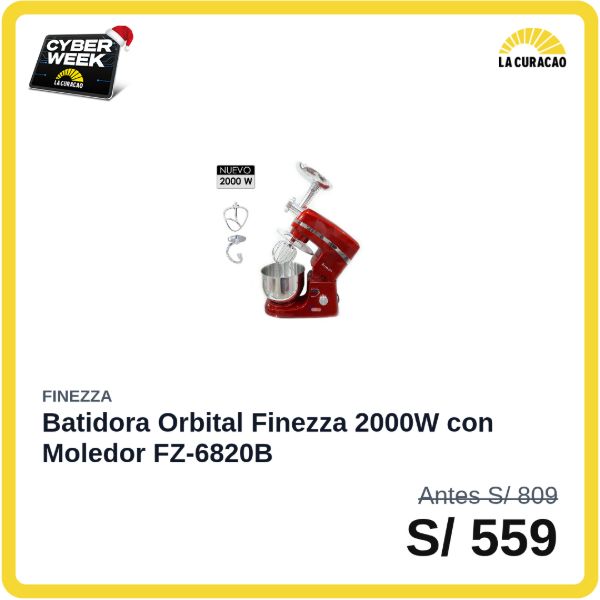 CYBER
WEEK
LA CURACAO
LA CURACAO
NUEVO
2000 W
FINEZZA
Batidora Orbital Finezza 2000W con
Moledor FZ-6820B
Antes S/ 809
S/ 559